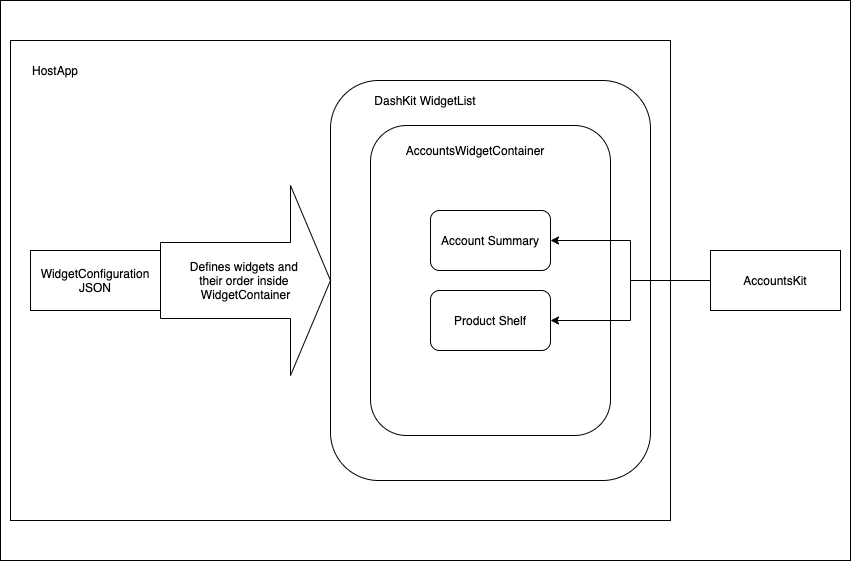 HostApp
DashKit WidgetList
AccountsWidgetContainer
Account Summary
Product Shelf
WidgetConfiguration
JSON
Defines widgets and
their order inside
WidgetContainer
AccountsKit